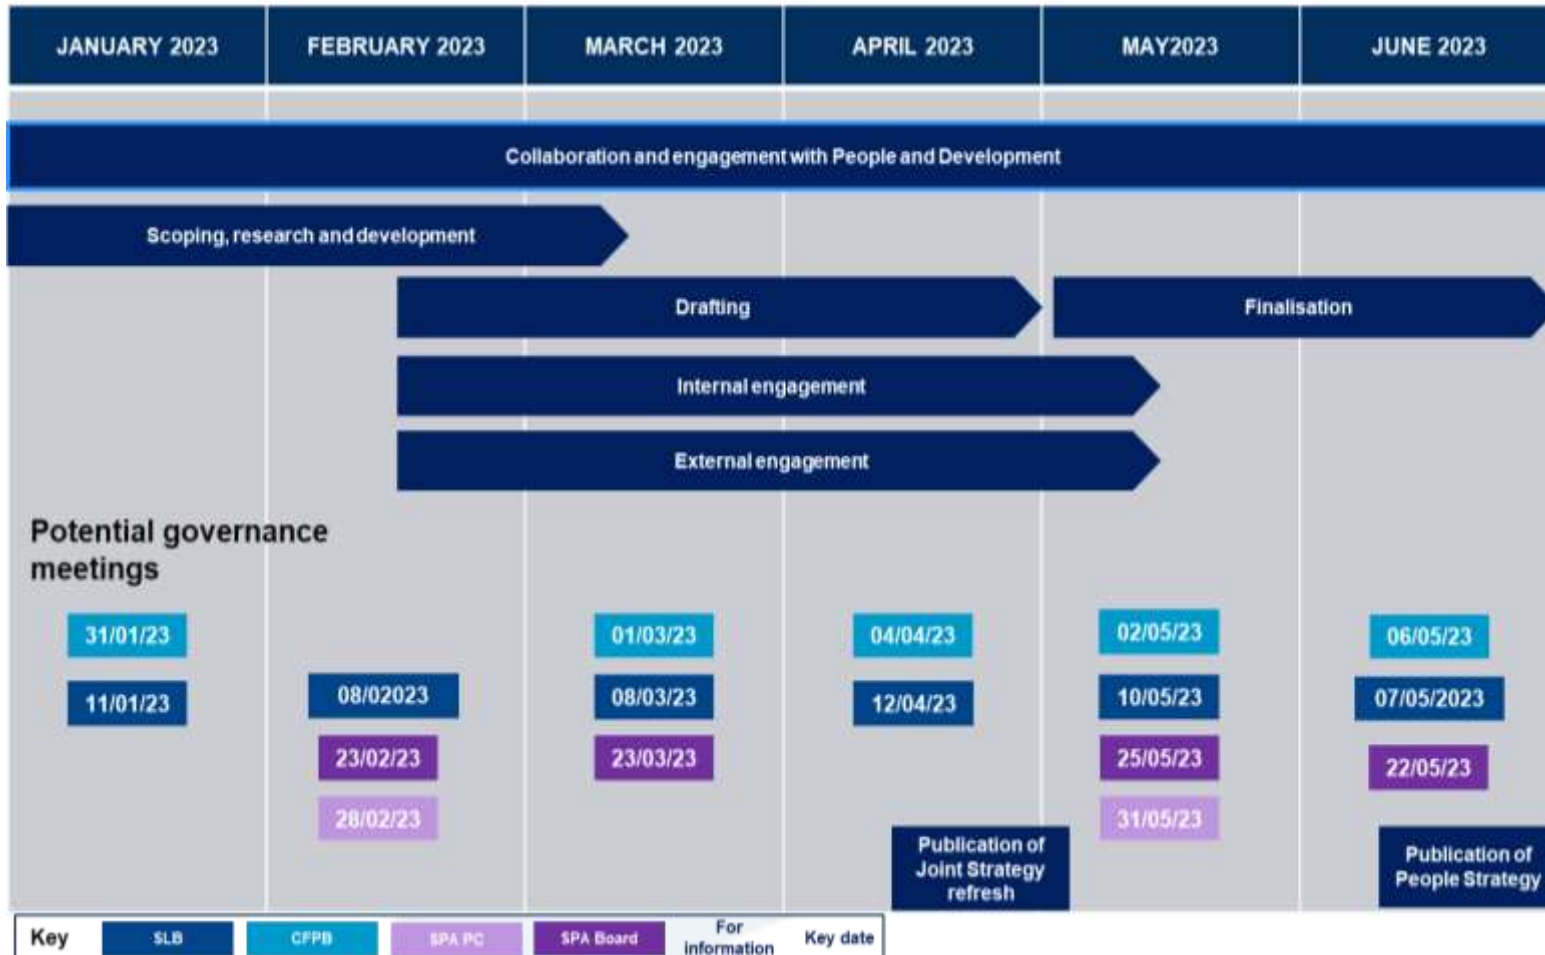 JANUARY 2023
FEBRUARY 2023
MARCH 2023
APRIL 2023
MAY2023
JUNE 2023
Collaboration and engagement with People and Development
Scoping, research and development
Drafting
Finalisation
Internal engagement
External engagement
Potential governance
meetings
31/01/23
01/03/23
04/04/23
02/05/23
06/05/23
11/01/23
08/02023
08/03/23
12/04/23
10/05/23
07/05/2023
23/02/23
23/03/23
25/05/23
22/05/23
28/02/23
31/05/23
Publication of
Joint Strategy
refresh
Publication of
People Strategy
Key
SLB
CFPB
SPA PC
SPA Board
For
information
Key date